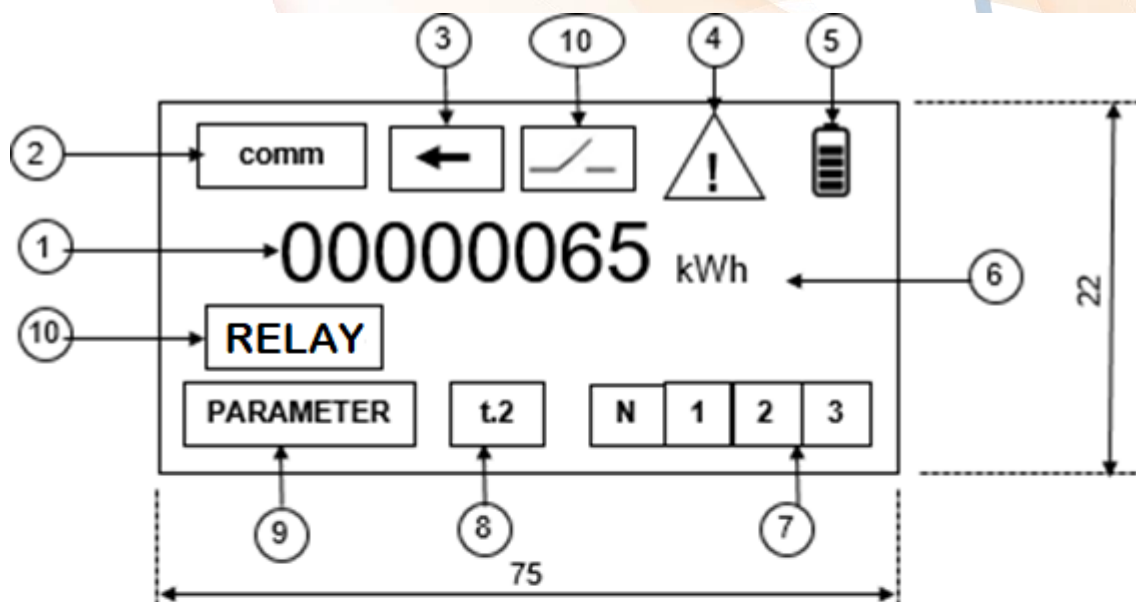 3 10 4 5
2 comm !
1 00000065 kWh 6
22
10 RELAY
PARAMETER t.2 N 1 2 3
9 8 7
75